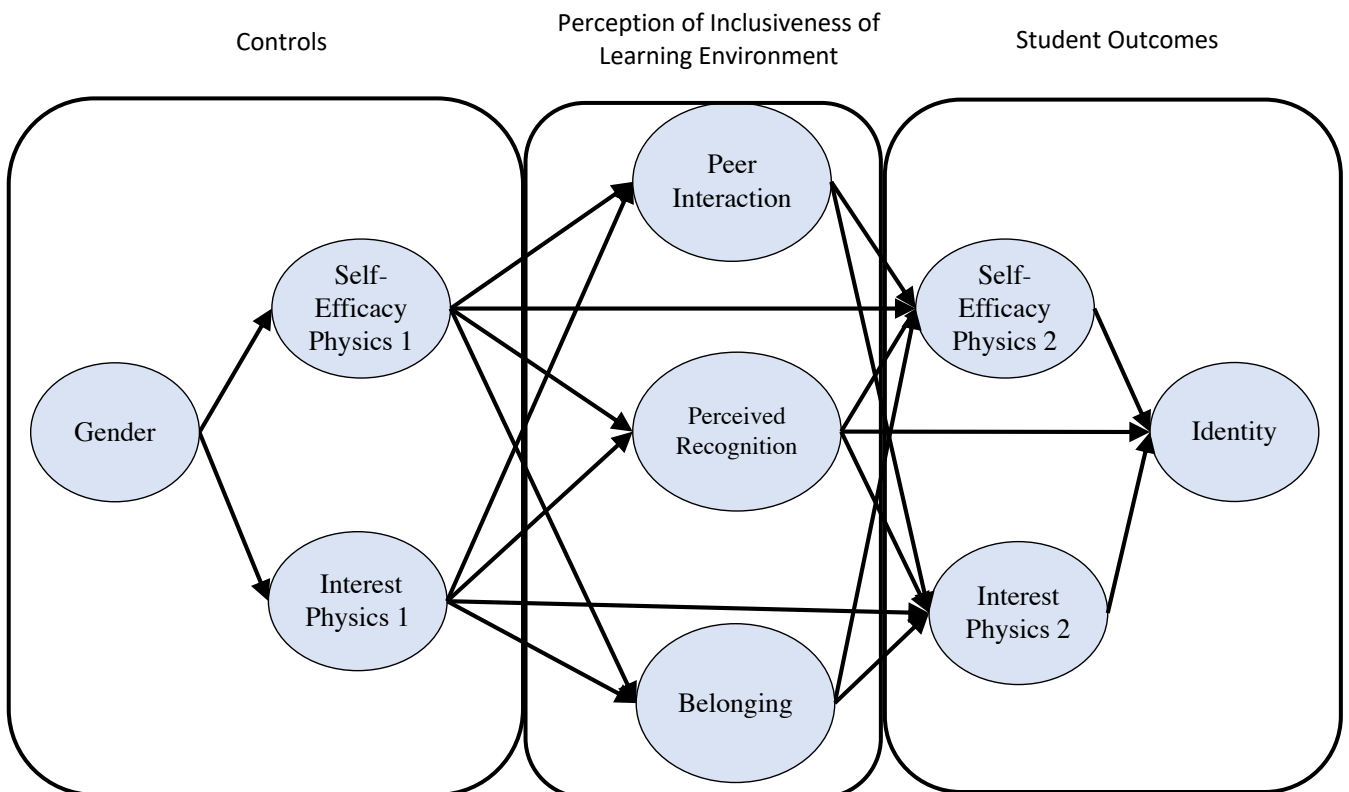 Controls
Perception of Inclusiveness of
Learning Environment
Student Outcomes
Peer
Interaction
Self-
Efficacy
Physics 1
Self-
Efficacy
Physics 2
Gender
Perceived
Recognition
Identity
Interest
Physics 1
Interest
Physics 2
Belonging